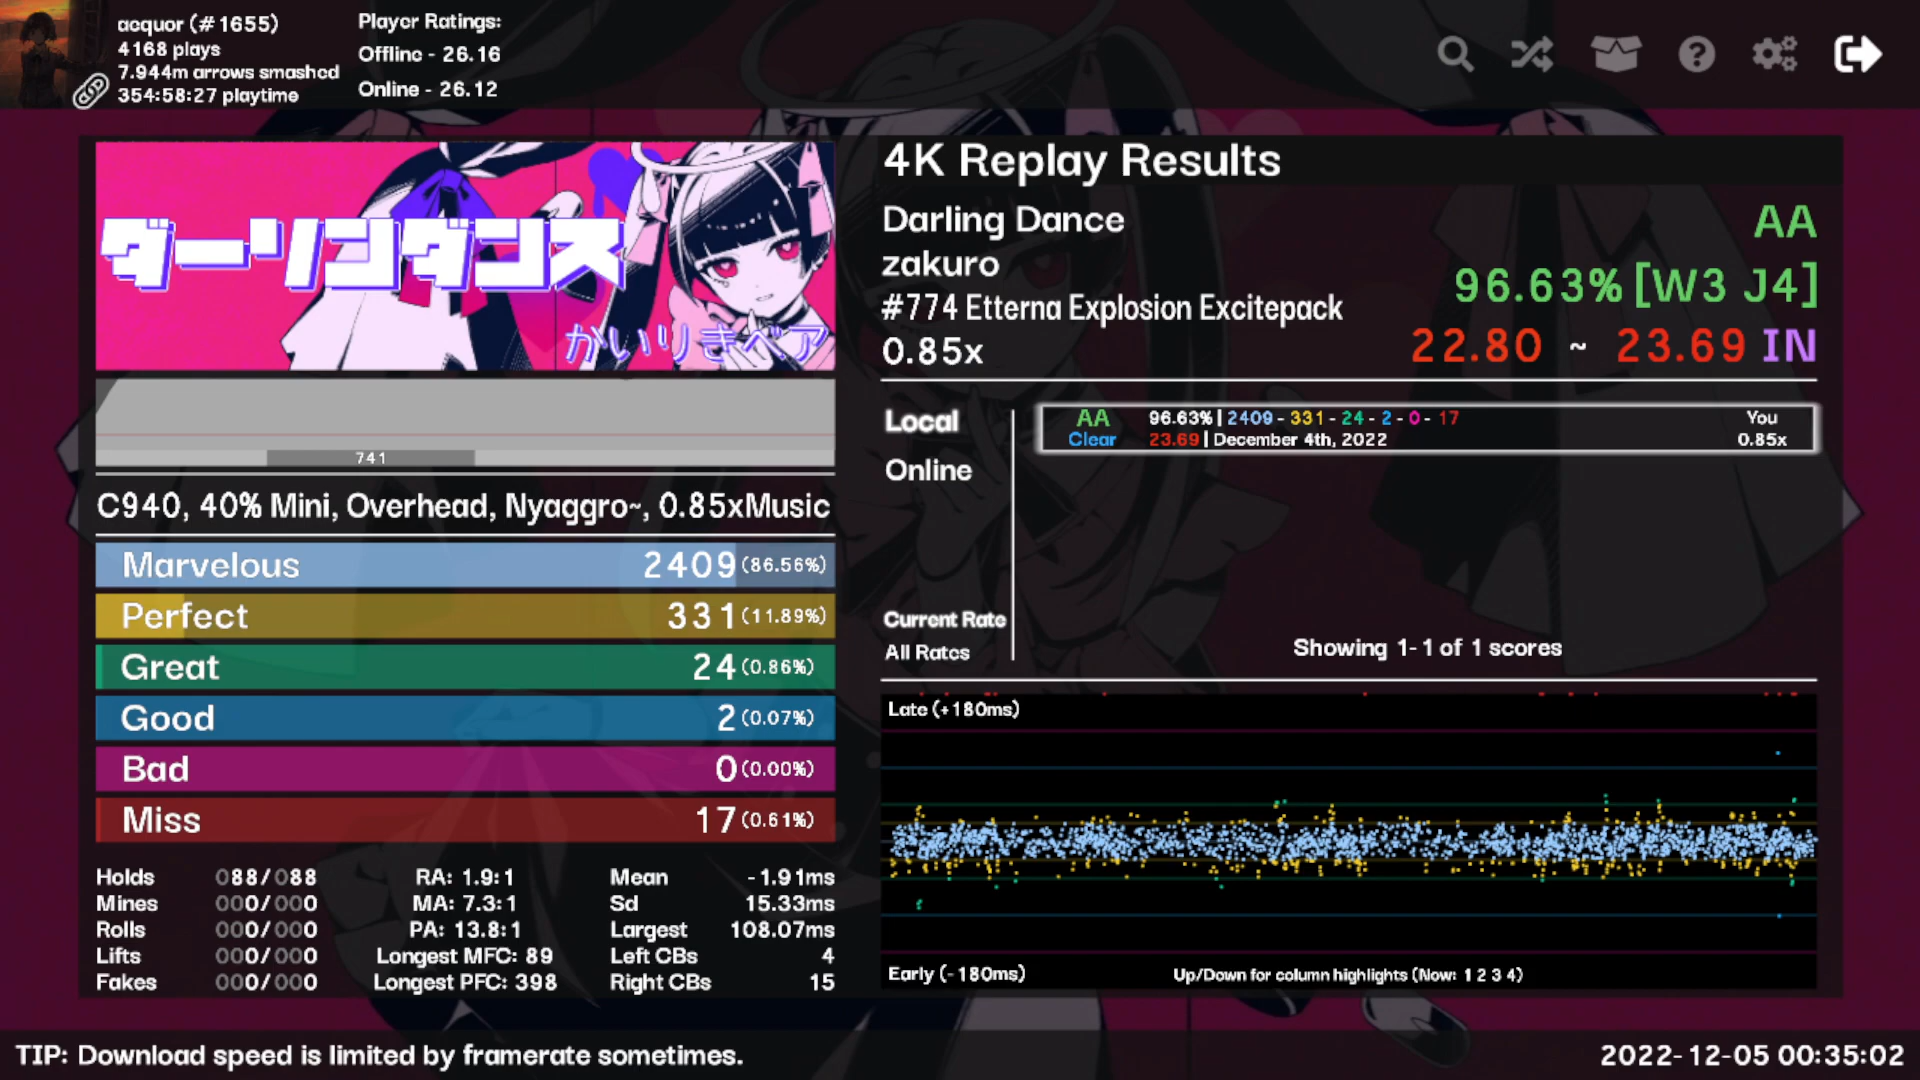 aequor (#1655)
4168 plays
7.944m arrows smashed
354:58:27 playtime
Player Ratings:
Offline - 26.16
Online - 26.12
ダーリンダンス
かいりきベア
741
C940, 40% Mini, Overhead, Nyaggro~, 0.85xMusic
Marvelous 2409 (86.56%)
Perfect 331 (11.89%)
Great 24 (0.86%)
Good 2 (0.07%)
Bad 0 (0.00%)
Miss 17 (0.61%)
Holds 088/088
Mines 000/000
Rolls 000/000
Lifts 000/000
Fakes 000/000
RA: 1.9:1
MA: 7.3:1
PA: 13.8:1
Longest MFC: 89
Longest PFC: 398
Mean -1.91ms
Sd 15.33ms
Largest 108.07ms
Left CBs 4
Right CBs 15
4K Replay Results
Darling Dance
zakuro
#774 Etterna Explosion Excitepack
0.85x
AA
96.63% [W3 J4]
22.80 ~ 23.69 IN
Local
Online
Current Rate
All Rates
AA 96.63% | 2409 - 331 - 24 - 2 - 0 - 17 You
Clear 23.69 | December 4th, 2022 0.85x
Showing 1-1 of 1 scores
Late (+180ms)
Early (-180ms)
Up/Down for column highlights (Now: 1 2 3 4)
TIP: Download speed is limited by framerate sometimes.
2022-12-05 00:35:02